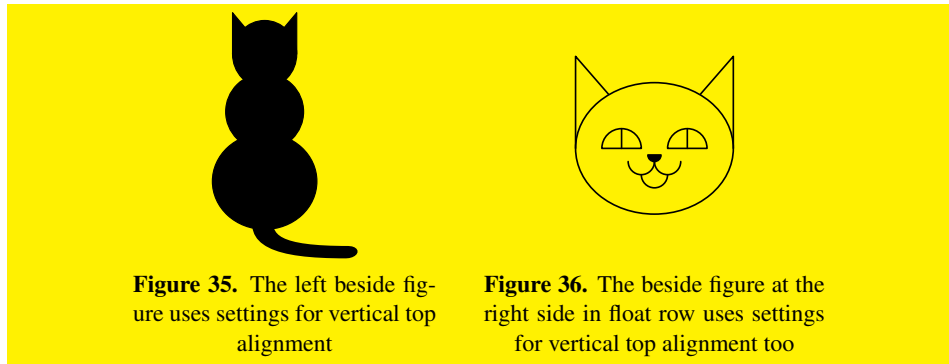 Figure 35. The left beside fig-
ure uses settings for vertical top
alignment
Figure 36. The beside figure at the
right side in float row uses settings
for vertical top alignment too